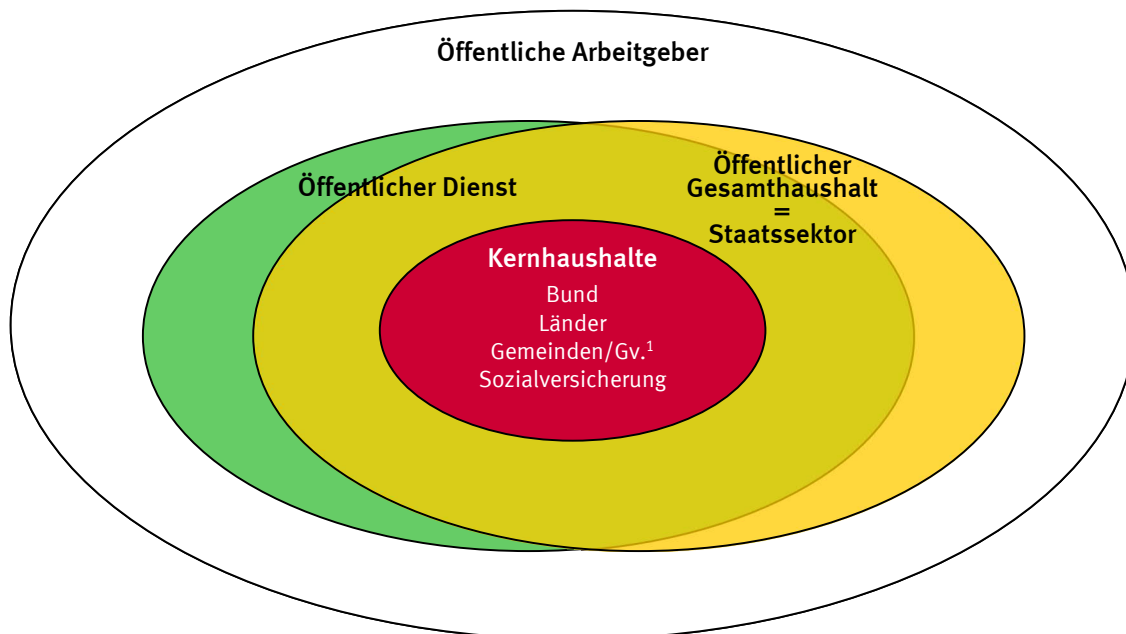 Öffentliche Arbeitgeber
Öffentlicher Dienst
Öffentlicher
Gesamthaushalt
=
Staatssektor
Kernhaushalte
Bund
Länder
Gemeinden/Gv.¹
Sozialversicherung